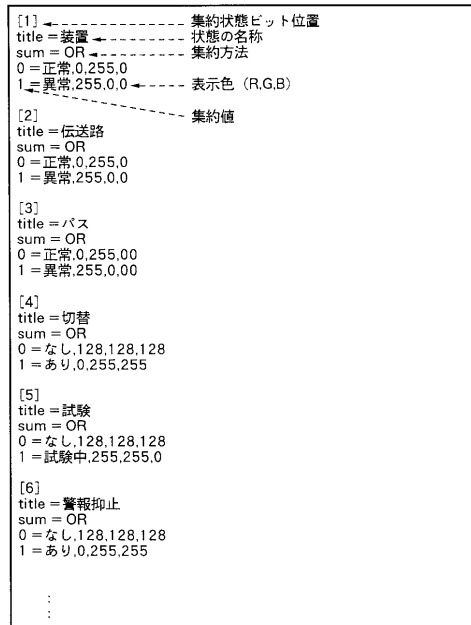 [1] 集約状態ビット位置
title = 装置 状態の名称
sum = OR 集約方法
0 = 正常,0,255,0
1 = 異常,255,0,0 表示色 (R,G,B)
集約値
[2]
title = 伝送路
sum = OR
0 = 正常,0,255,0
1 = 異常,255,0,0
[3]
title = パス
sum = OR
0 = 正常,0,255,00
1 = 異常,255,0,00
[4]
title = 切替
sum = OR
0 = なし,128,128,128
1 = あり,0,255,255
[5]
title = 試験
sum = OR
0 = なし,128,128,128
1 = 試験中,255,255,0
[6]
title = 警報抑止
sum = OR
0 = なし,128,128,128
1 = あり,0,255,255
:
: